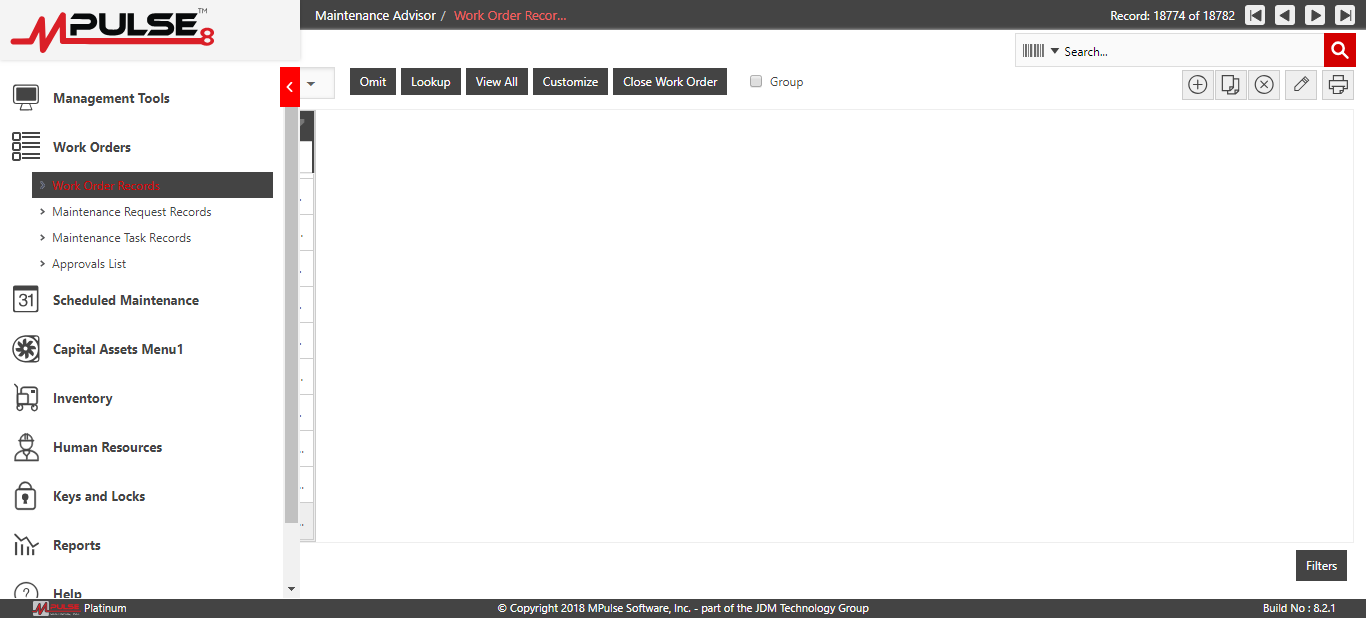 MPULSE 8 ™
Maintenance Advisor / Work Order Recor...
Record: 18774 of 18782
Search...
Omit
Lookup
View All
Customize
Close Work Order
Group
Management Tools
Work Orders
Work Order Records
Maintenance Request Records
Maintenance Task Records
Approvals List
31
Scheduled Maintenance
Capital Assets Menu1
Inventory
Human Resources
Keys and Locks
Reports
Help
Filters
MPULSE Platinum
© Copyright 2018 MPulse Software, Inc. - part of the JDM Technology Group
Build No : 8.2.1